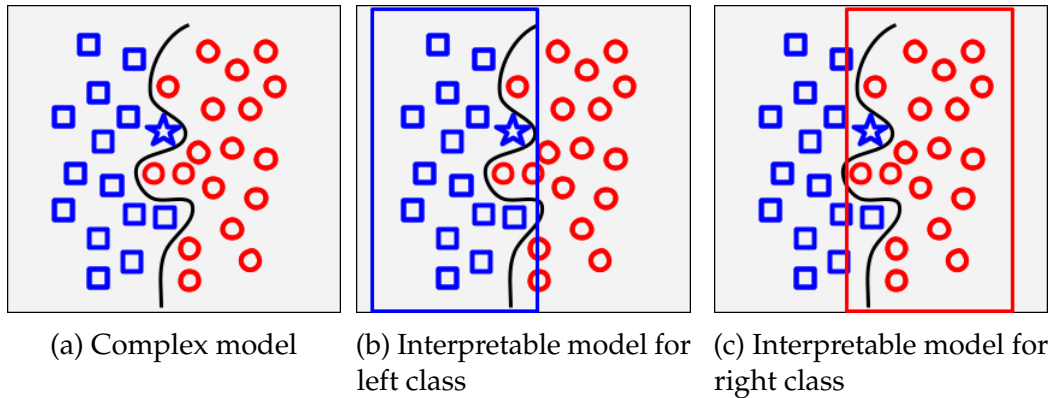 (a) Complex model
(b) Interpretable model for
left class
(c) Interpretable model for
right class